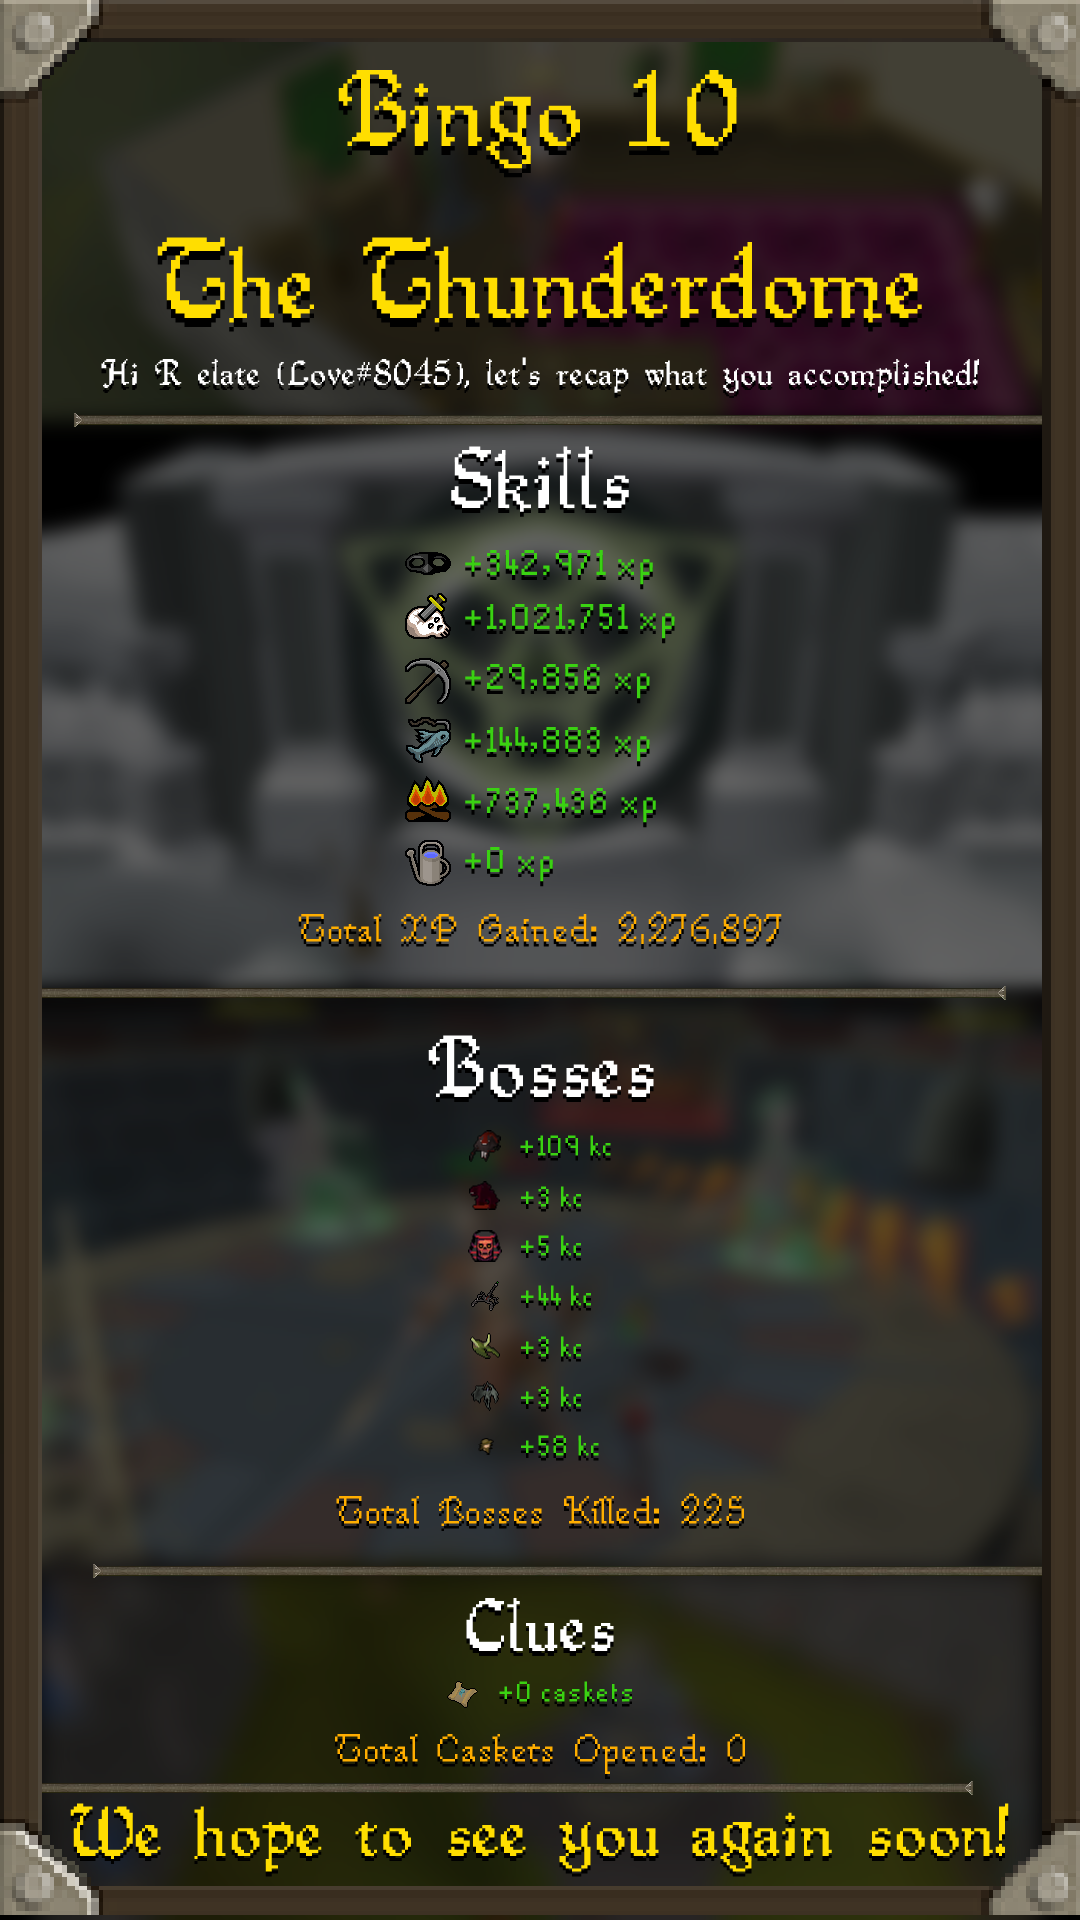 Bingo 10
The Thunderdome
Hi R elate (Love#8045), let's recap what you accomplished!
Skills
+342,971 xp
+1,021,751 xp
+29,856 xp
+144,883 xp
+737,436 xp
+0 xp
Total XP Gained: 2,276,897
Bosses
+109 kc
+3 kc
+5 kc
+44 kc
+3 kc
+3 kc
+58 kc
Total Bosses Killed: 225
Clues
+0 caskets
Total Caskets Opened: 0
We hope to see you again soon!